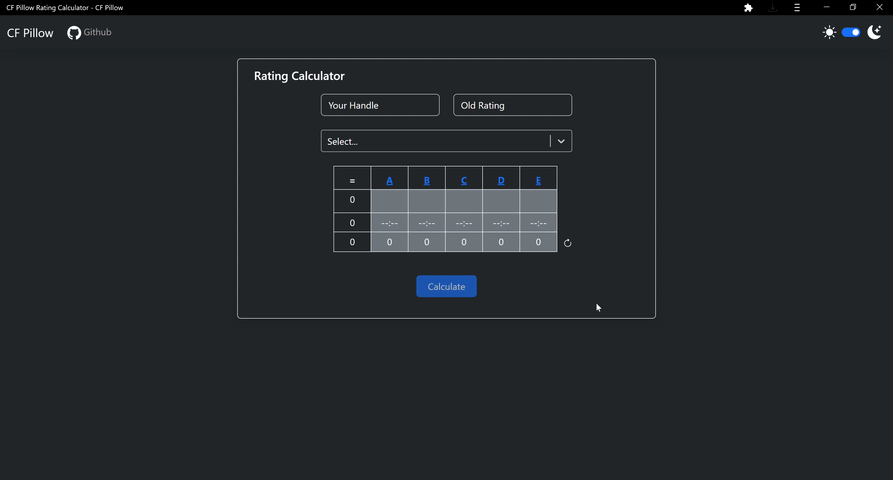 CF Pillow Rating Calculator - CF Pillow
CF Pillow Github
Rating Calculator
Your Handle Old Rating
Select...
= A B C D E
0
0 --:-- --:-- --:-- --:-- --:--
0 0 0 0 0 0
Calculate